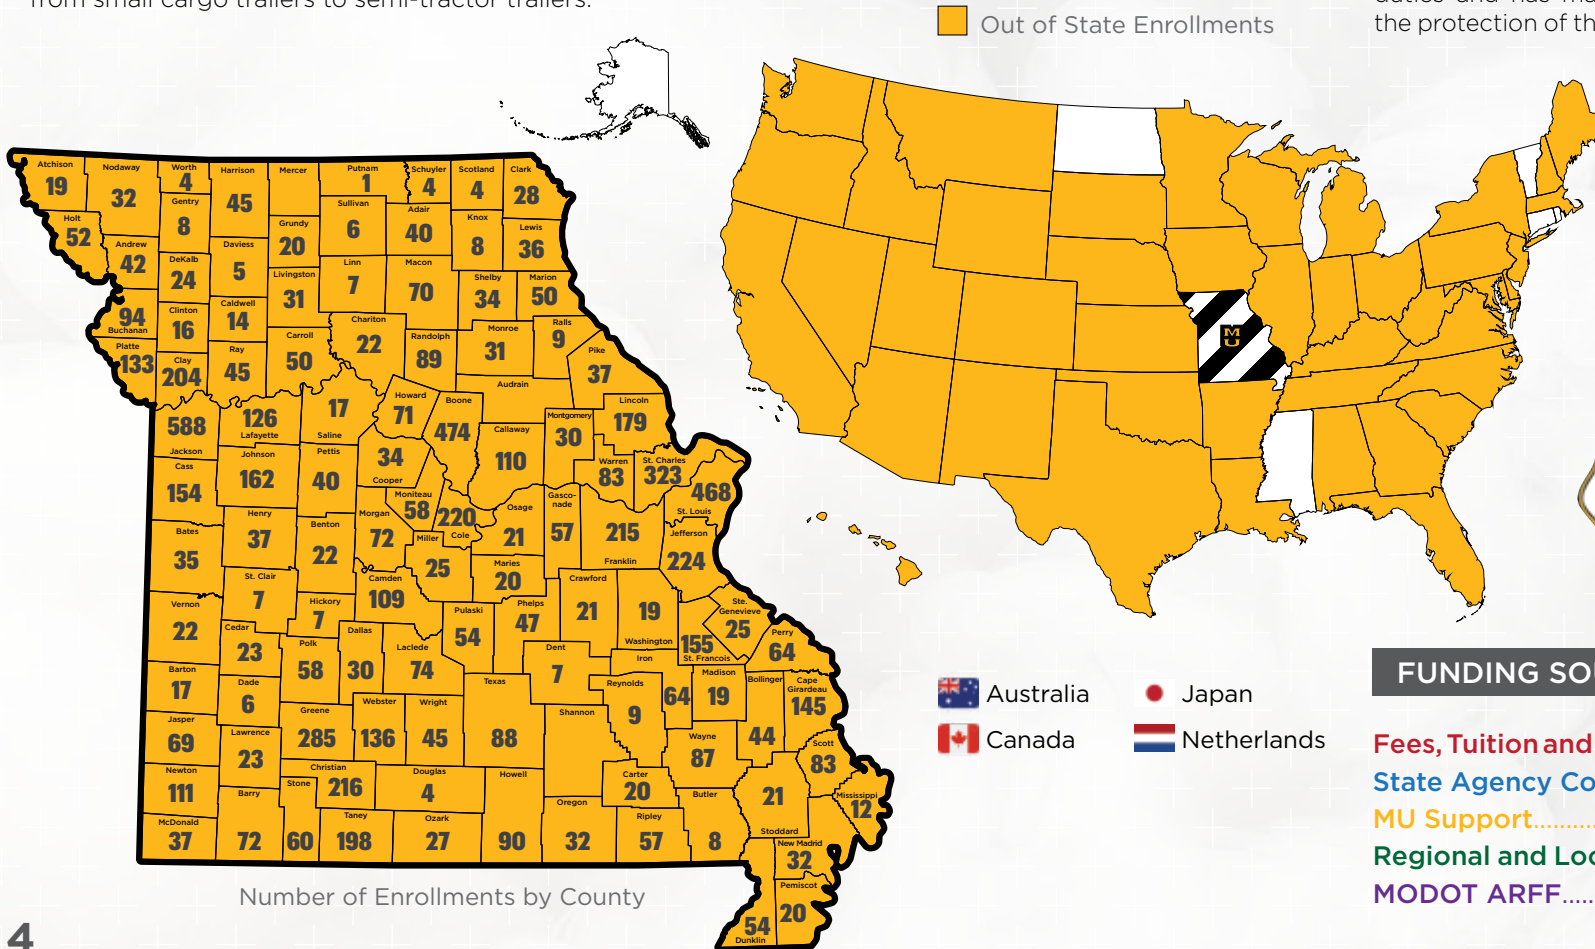 from small cargo trailers to semi-tractor trailers.
Out of State Enrollments
the protection of th
Atchison
19
Nodaway
32
Worth
4
Harrison
45
Mercer
Putnam
1
Schuyler
4
Scotland
4
Clark
28
Holt
52
Gentry
8
Sullivan
6
Adair
40
Knox
8
Lewis
36
Andrew
42
DeKalb
24
Daviess
5
Grundy
20
Livingston
31
Linn
7
Macon
70
Shelby
34
Marion
50
94
Buchanan
Clinton
16
Caldwell
14
Carroll
50
Chariton
22
Randolph
89
Monroe
31
Ralls
9
Platte
133
Clay
204
Ray
45
Pike
37
Audrain
588
Jackson
126
Lafayette
17
Saline
Howard
71
Boone
474
Callaway
110
Montgomery
30
Lincoln
179
Cass
154
Johnson
162
Pettis
40
34
Cooper
Moniteau
58
220
Cole
Osage
21
Gasco-
nade
57
Warren
83
St. Charles
323
468
St. Louis
Bates
35
Henry
37
Benton
22
Morgan
72
Miller
25
Maries
20
215
Franklin
Jefferson
224
Vernon
22
St. Clair
7
Hickory
7
Camden
109
Pulaski
54
Phelps
47
Crawford
21
19
Washington
155
St. Francois
Ste.
Genevieve
25
Perry
64
Cedar
23
Polk
58
Dallas
30
Laclede
74
Dent
7
Iron
64
Madison
19
Bollinger
44
Cape
Girardeau
145
Barton
17
Dade
6
Greene
285
Webster
136
Wright
45
Texas
88
Shannon
Reynolds
9
Wayne
87
Scott
83
Jasper
69
Lawrence
23
Christian
216
Douglas
4
Howell
90
Carter
20
Butler
8
21
Stoddard
Mississippi
12
Newton
111
Barry
72
Stone
60
Taney
198
Ozark
27
Oregon
32
Ripley
57
New Madrid
32
McDonald
37
Pemiscot
20
54
Dunklin
Number of Enrollments by County
4
M
U
Australia
Japan
Canada
Netherlands
FUNDING SO
Fees, Tuition and
State Agency Co
MU Support..........
Regional and Loc
MODOT ARFF.....